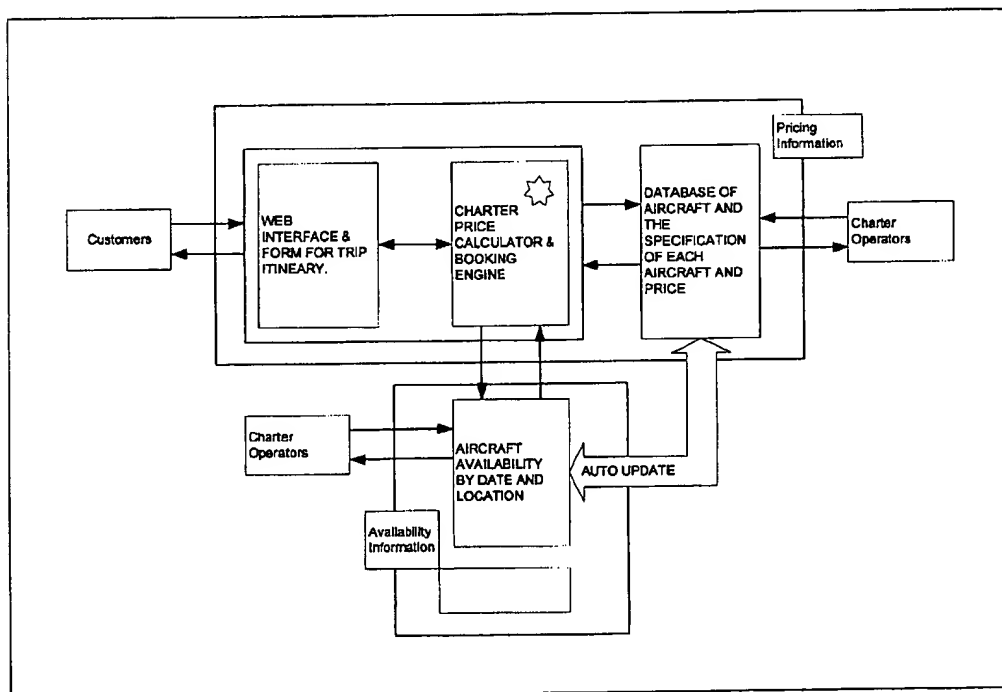 Pricing
Information
WEB
INTERFACE &
FORM FOR TRIP
ITINEARY.
CHARTER
PRICE
CALCULATOR &
BOOKING
ENGINE
DATABASE OF
AIRCRAFT AND
THE
SPECIFICATION
OF EACH
AIRCRAFT AND
PRICE
Customers
Charter
Operators
Charter
Operators
AIRCRAFT
AVAILABILITY
BY DATE AND
LOCATION
AUTO UPDATE
Availability
Information